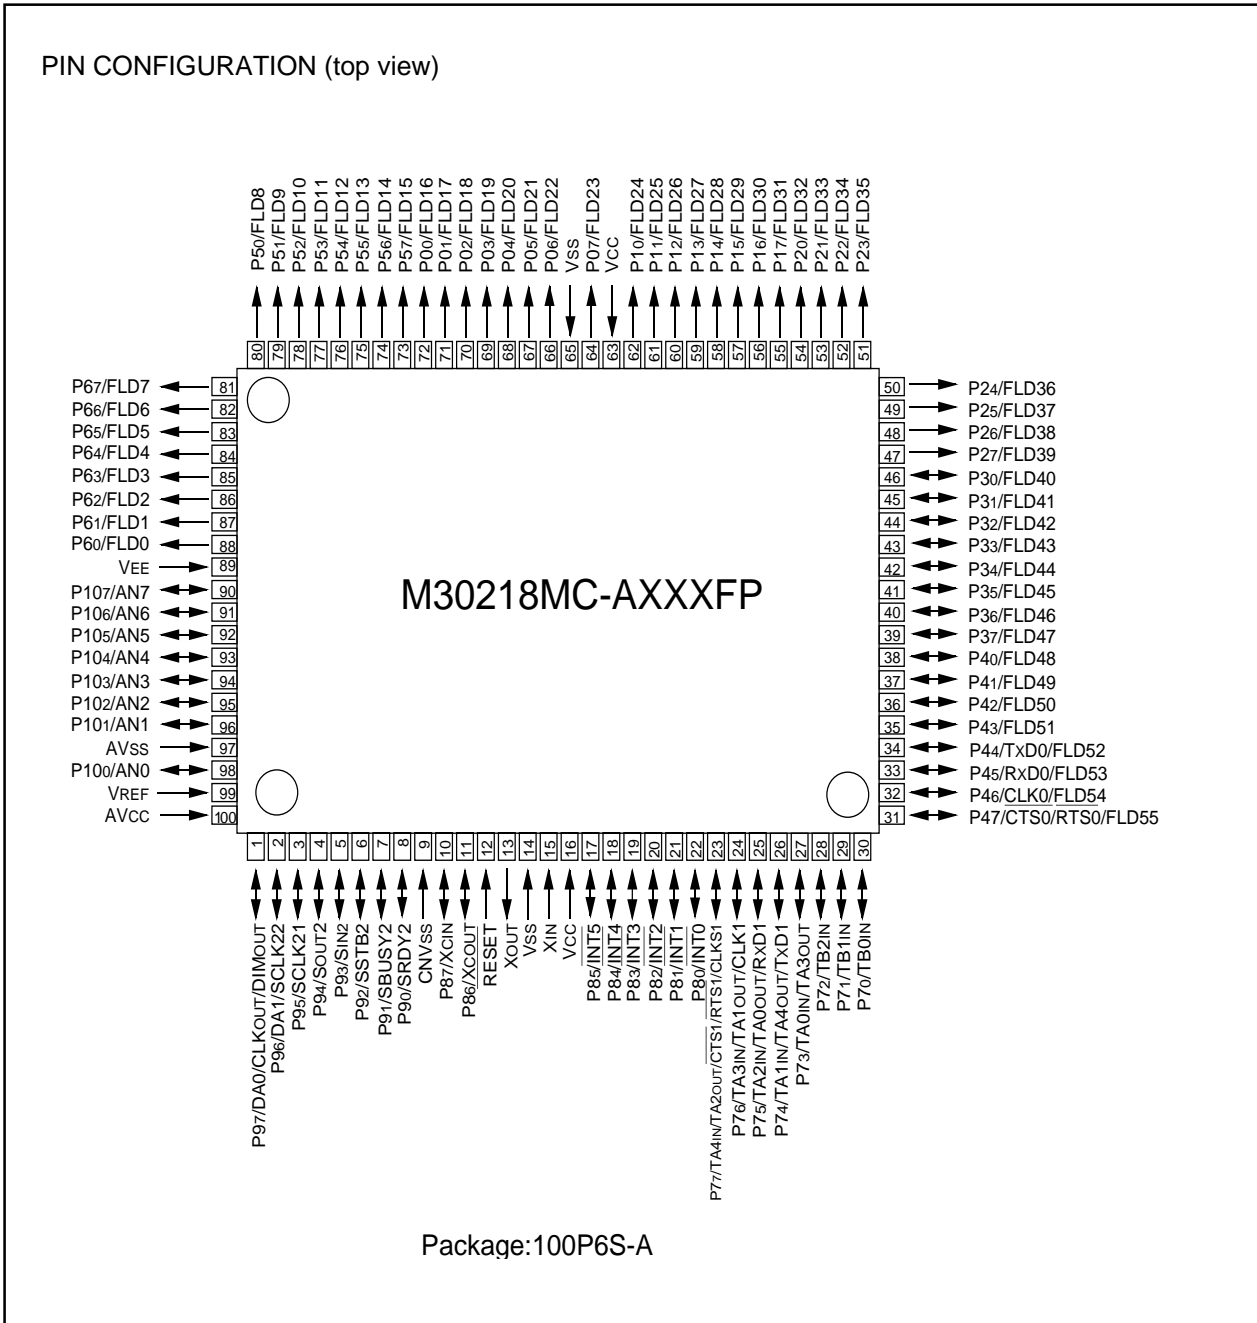 PIN CONFIGURATION (top view)
P50/FLD8
P51/FLD9
P52/FLD10
P53/FLD11
P54/FLD12
P55/FLD13
P56/FLD14
P57/FLD15
P00/FLD16
P01/FLD17
P02/FLD18
P03/FLD19
P04/FLD20
P05/FLD21
P06/FLD22
VSS
P07/FLD23
VCC
P10/FLD24
P11/FLD25
P12/FLD26
P13/FLD27
P14/FLD28
P15/FLD29
P16/FLD30
P17/FLD31
P20/FLD32
P21/FLD33
P22/FLD34
P23/FLD35
80 79 78 77 76 75 74 73 72 71 70 69 68 67 66 65 64 63 62 61 60 59 58 57 56 55 54 53 52 51
P67/FLD7 81
P66/FLD6 82
P65/FLD5 83
P64/FLD4 84
P63/FLD3 85
P62/FLD2 86
P61/FLD1 87
P60/FLD0 88
VEE 89
P107/AN7 90
P106/AN6 91
P105/AN5 92
P104/AN4 93
P103/AN3 94
P102/AN2 95
P101/AN1 96
AVSS 97
P100/AN0 98
VREF 99
AVCC 100
M30218MC-AXXXFP
50 P24/FLD36
49 P25/FLD37
48 P26/FLD38
47 P27/FLD39
46 P30/FLD40
45 P31/FLD41
44 P32/FLD42
43 P33/FLD43
42 P34/FLD44
41 P35/FLD45
40 P36/FLD46
39 P37/FLD47
38 P40/FLD48
37 P41/FLD49
36 P42/FLD50
35 P43/FLD51
34 P44/TXD0/FLD52
33 P45/RXD0/FLD53
32 P46/CLK0/FLD54
31 P47/CTS0/RTS0/FLD55
1 2 3 4 5 6 7 8 9 10 11 12 13 14 15 16 17 18 19 20 21 22 23 24 25 26 27 28 29 30
P97/DA0/CLKOUT/DIMOUT
P96/DA1/SCLK22
P95/SCLK21
P94/SOUT2
P93/SIN2
P92/SSTB2
P91/SBUSY2
P90/SRDY2
CNVSS
P87/XCIN
P86/XCOUT
RESET
XOUT
VSS
XIN
VCC
P85/INT5
P84/INT4
P83/INT3
P82/INT2
P81/INT1
P80/INT0
P77/TA4IN/TA2OUT/CTS1/RTS1/CLKS1
P76/TA3IN/TA1OUT/CLK1
P75/TA2IN/TA0OUT/RXD1
P74/TA1IN/TA4OUT/TXD1
P73/TA0IN/TA3OUT
P72/TB2IN
P71/TB1IN
P70/TB0IN
Package:100P6S-A